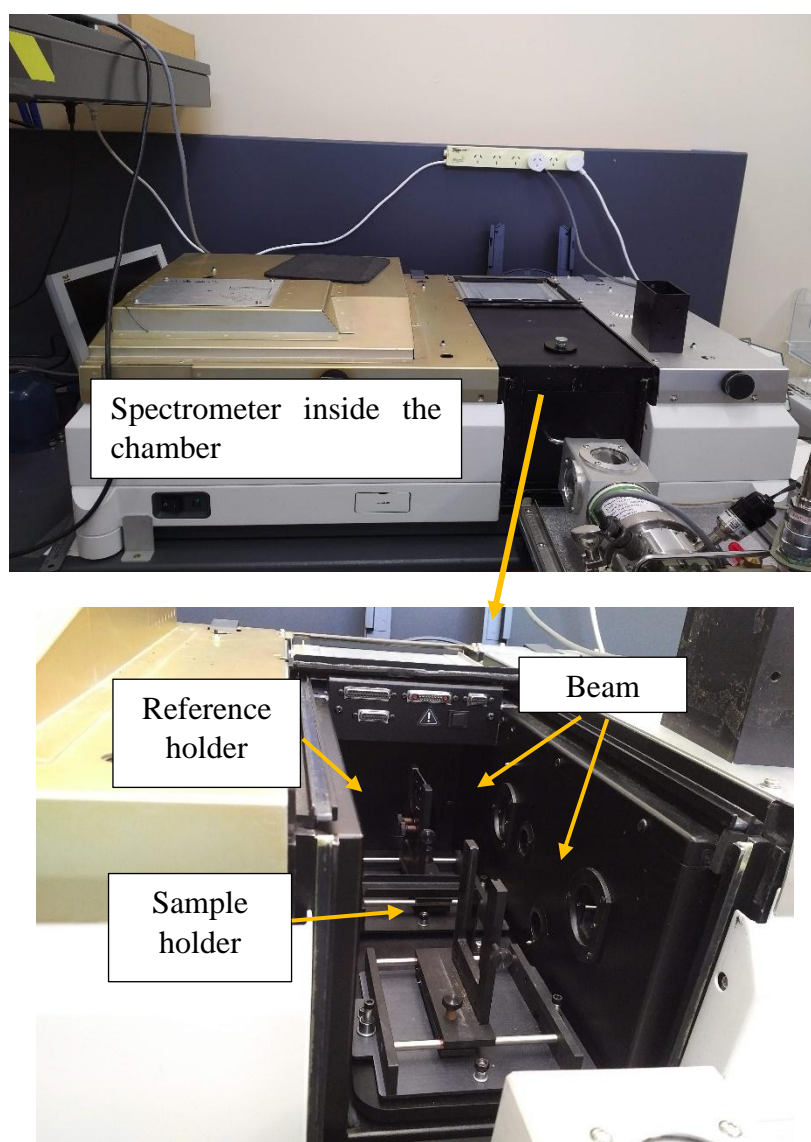 Spectrometer inside the
chamber
Reference
holder
Beam
Sample
holder